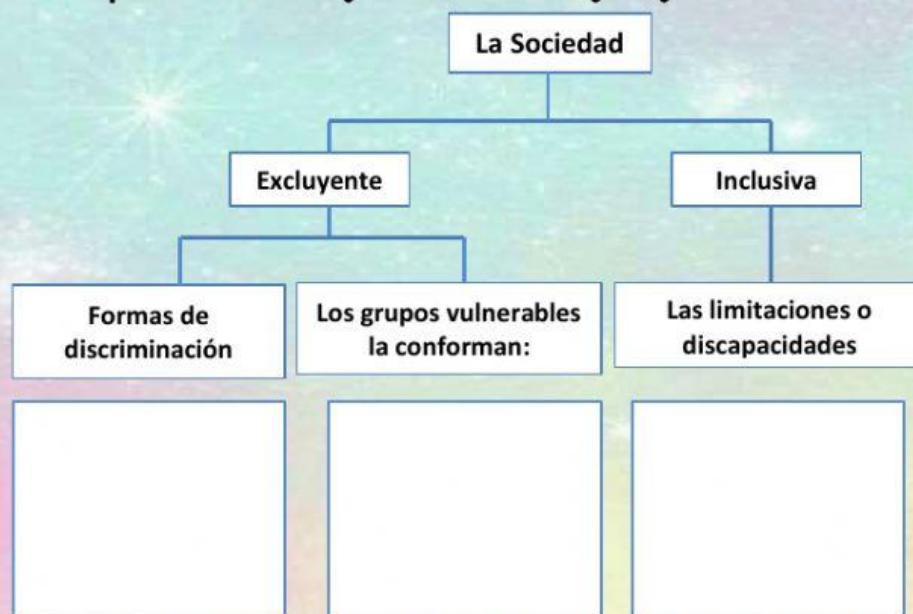 La Sociedad
Excluyente
Inclusiva
Formas de
discriminación
Los grupos vulnerables
la conforman:
Las limitaciones o
discapacidades